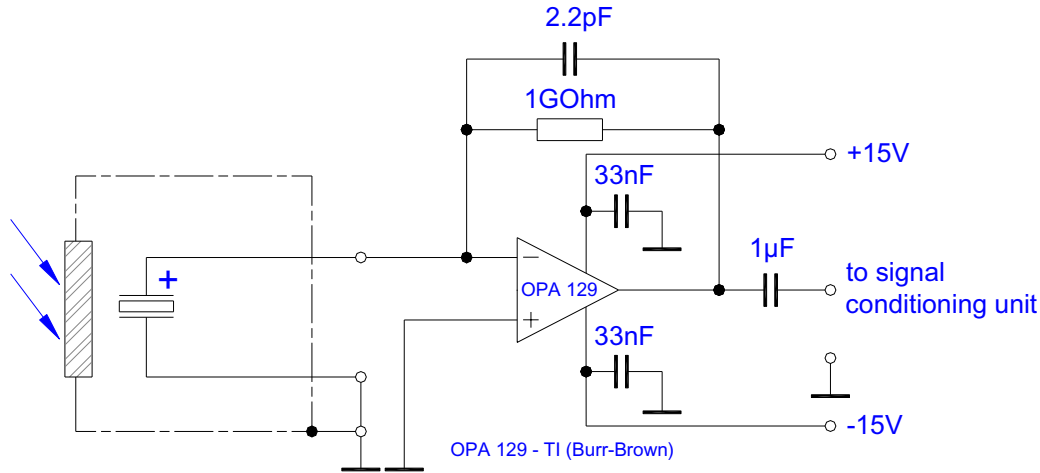 2.2pF
1GOhm
+15V
33nF
+
1µF
−
OPA 129
to signal
conditioning unit
+
33nF
-15V
OPA 129 - TI (Burr-Brown)